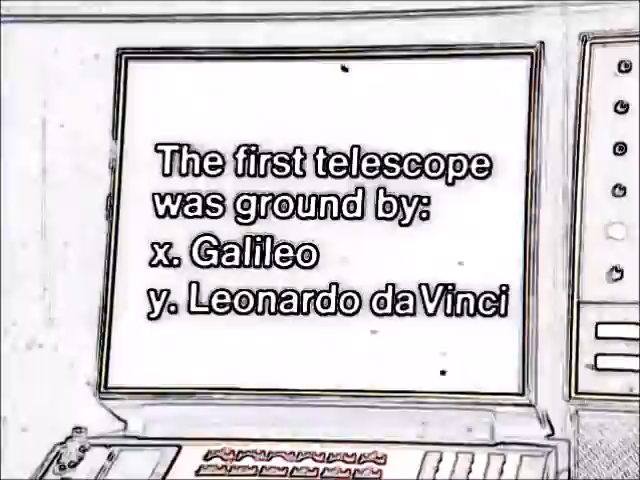 The first telescope
was ground by:
x. Galileo
y. Leonardo da Vinci